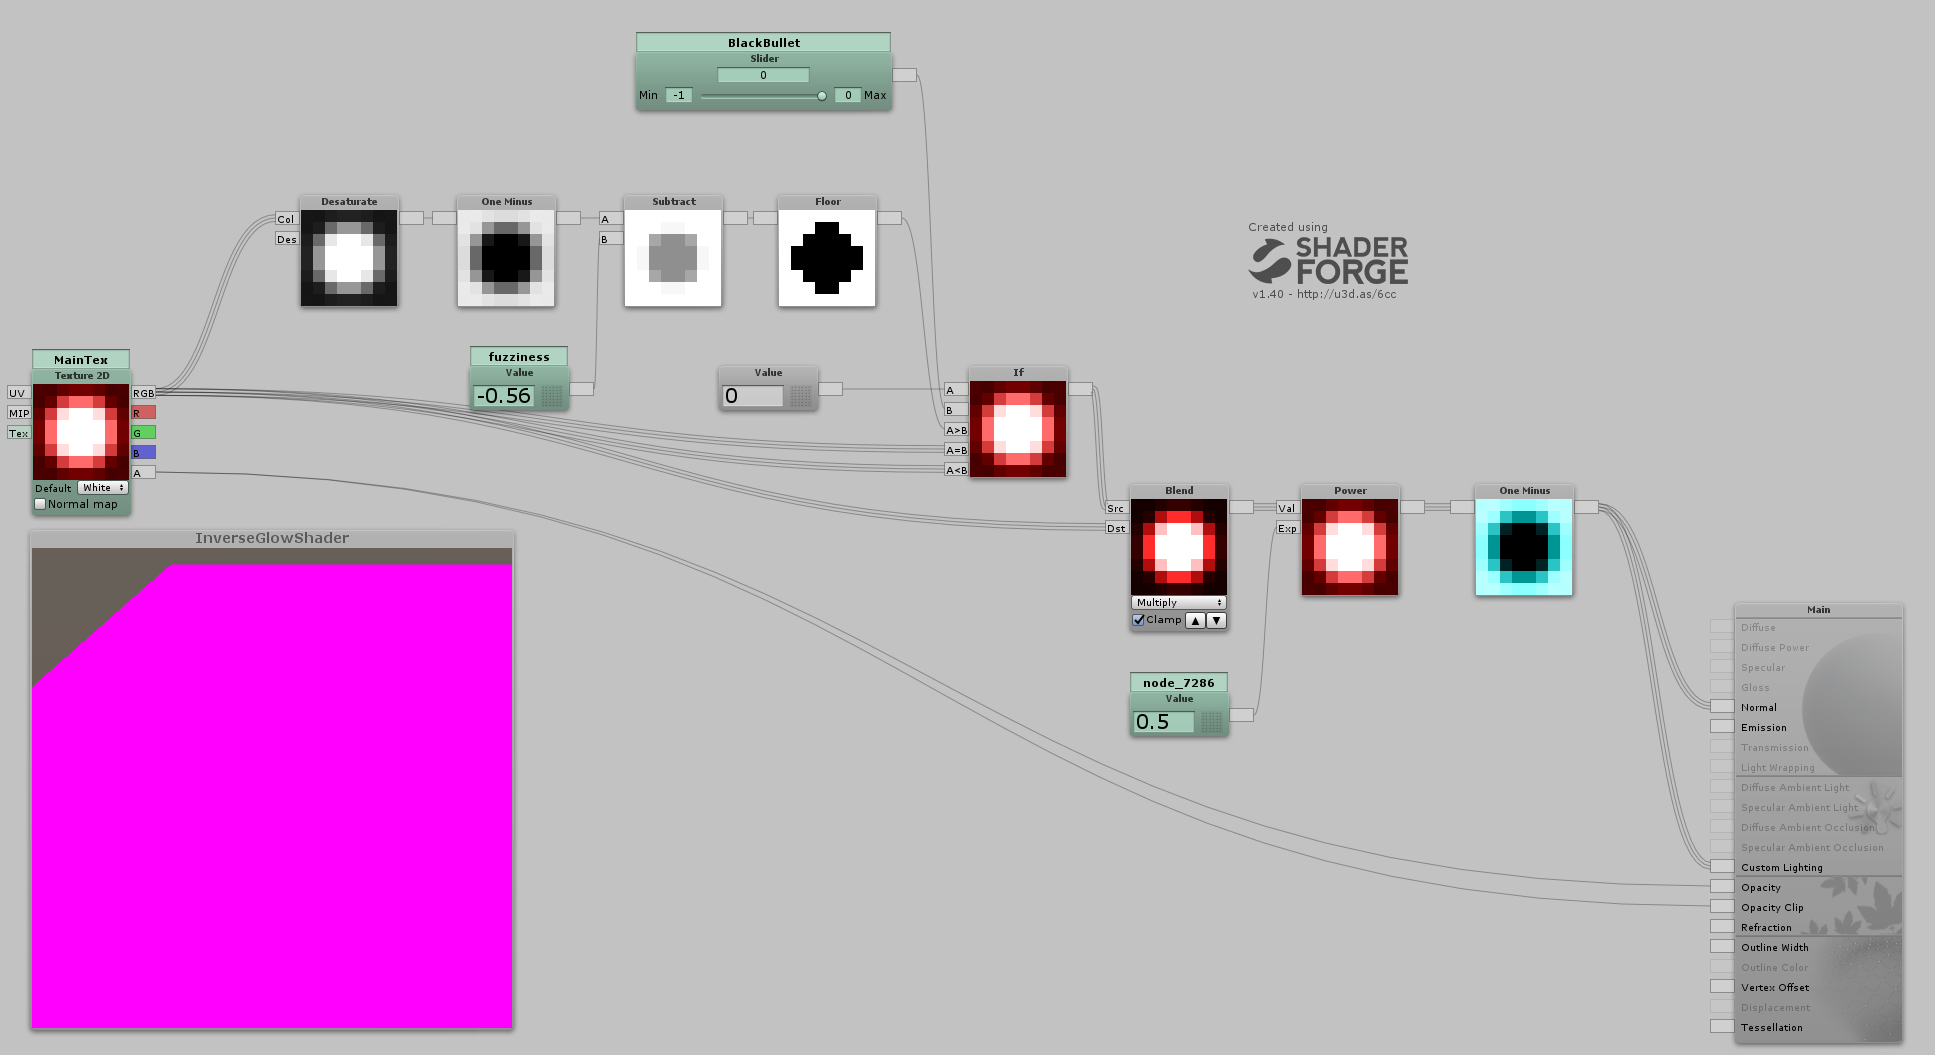 BlackBullet
Slider
0
Min -1 0 Max
Desaturate
Col
Des
One Minus
Subtract
A
B
Floor
Created using
SHADER
FORGE
v1.40 - http://u3d.as/6cc
MainTex
Texture 2D
UV
MIP
Tex
RGB
R
G
B
A
Default White
Normal map
fuzziness
Value
-0.56
Value
0
If
A
B
A>B
A=B
A<B
Blend
Src
Dst
Multiply
Clamp ▲ ▼
Power
Val
Exp
One Minus
InverseGlowShader
node_7286
Value
0.5
Main
Diffuse
Diffuse Power
Specular
Gloss
Normal
Emission
Transmission
Light Wrapping
Diffuse Ambient Light
Specular Ambient Light
Diffuse Ambient Occlusion
Specular Ambient Occlusion
Custom Lighting
Opacity
Opacity Clip
Refraction
Outline Width
Outline Color
Vertex Offset
Displacement
Tessellation